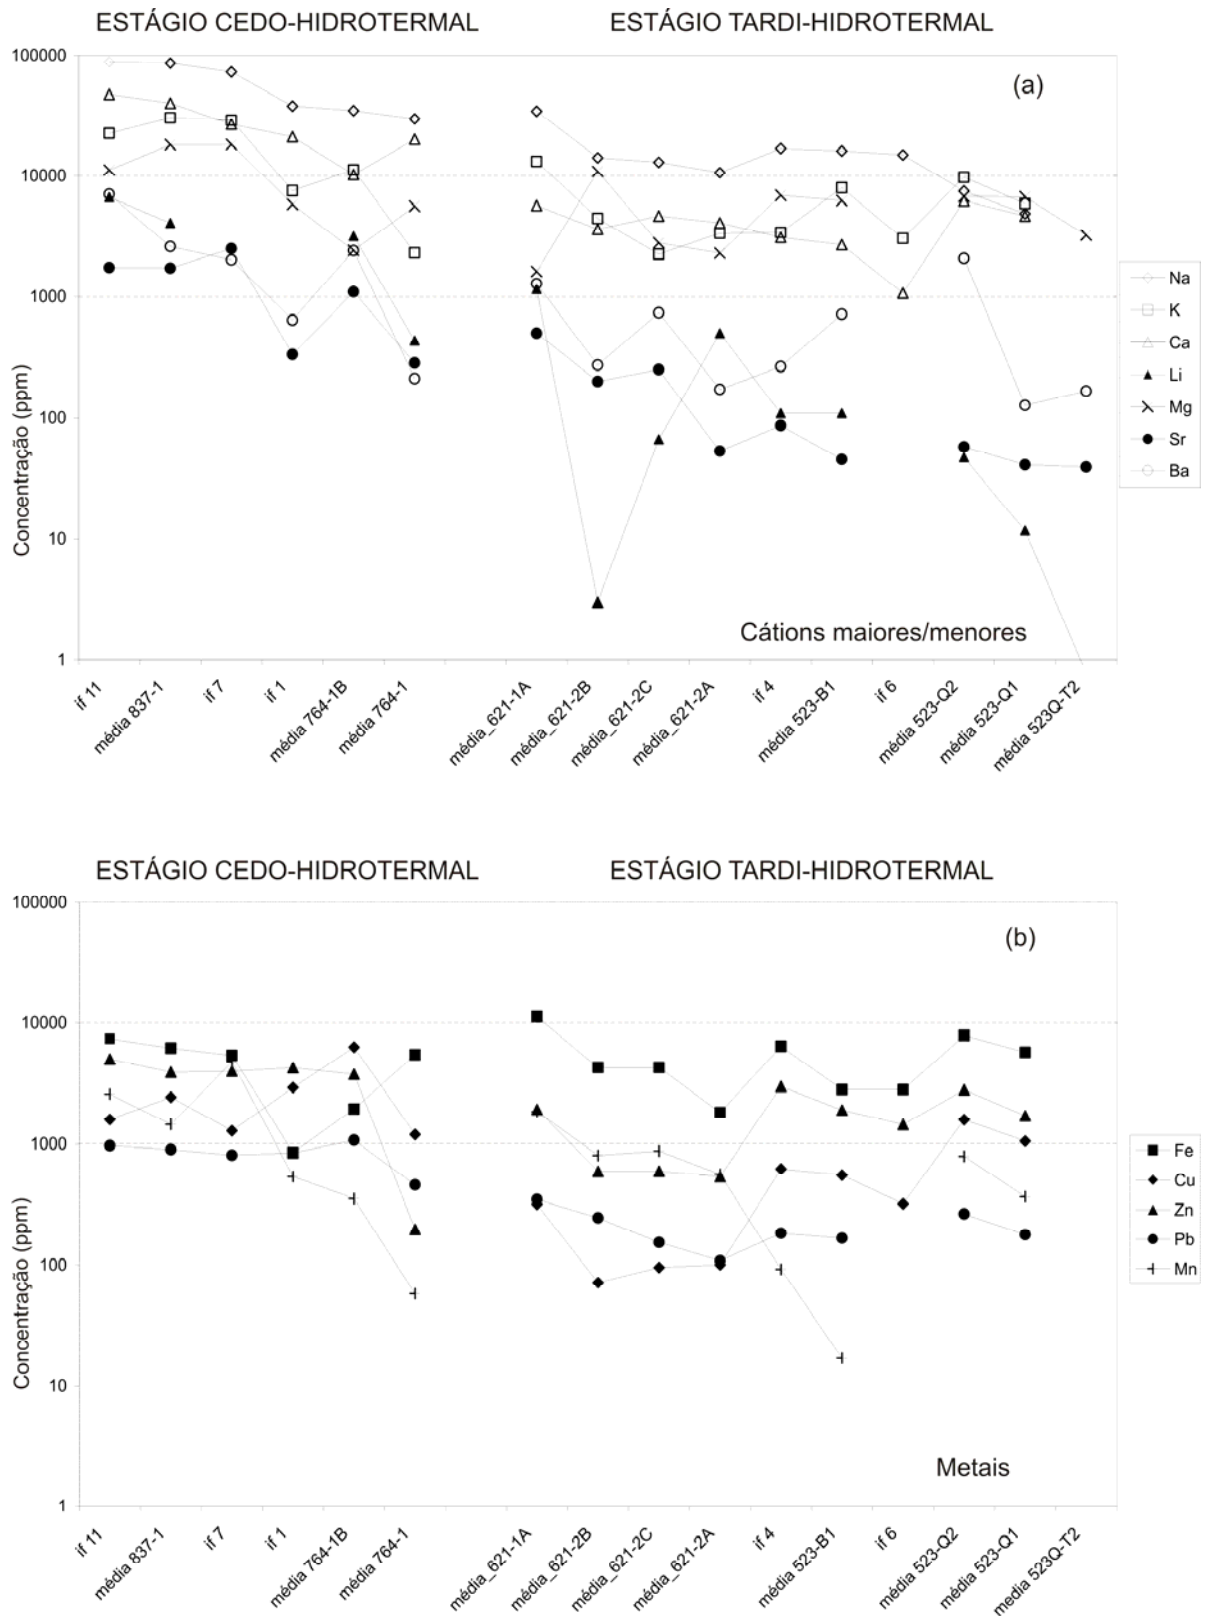 ESTÁGIO CEDO-HIDROTERMAL ESTÁGIO TARDI-HIDROTERMAL
(a)
Concentração (ppm)
100000
10000
1000
100
10
1
Na
K
Ca
Li
Mg
Sr
Ba
Cátions maiores/menores
if 11
média 837-1
if 7
if 1
média 764-1B
média 764-1
média_621-1A
média_621-2B
média_621-2C
média_621-2A
if 4
média 523-B1
if 6
média 523-Q2
média 523-Q1
média 523Q-T2
ESTÁGIO CEDO-HIDROTERMAL ESTÁGIO TARDI-HIDROTERMAL
(b)
Concentração (ppm)
100000
10000
1000
100
10
1
Fe
Cu
Zn
Pb
Mn
Metais
if 11
média 837-1
if 7
if 1
média 764-1B
média 764-1
média_621-1A
média_621-2B
média_621-2C
média_621-2A
if 4
média 523-B1
if 6
média 523-Q2
média 523-Q1
média 523Q-T2